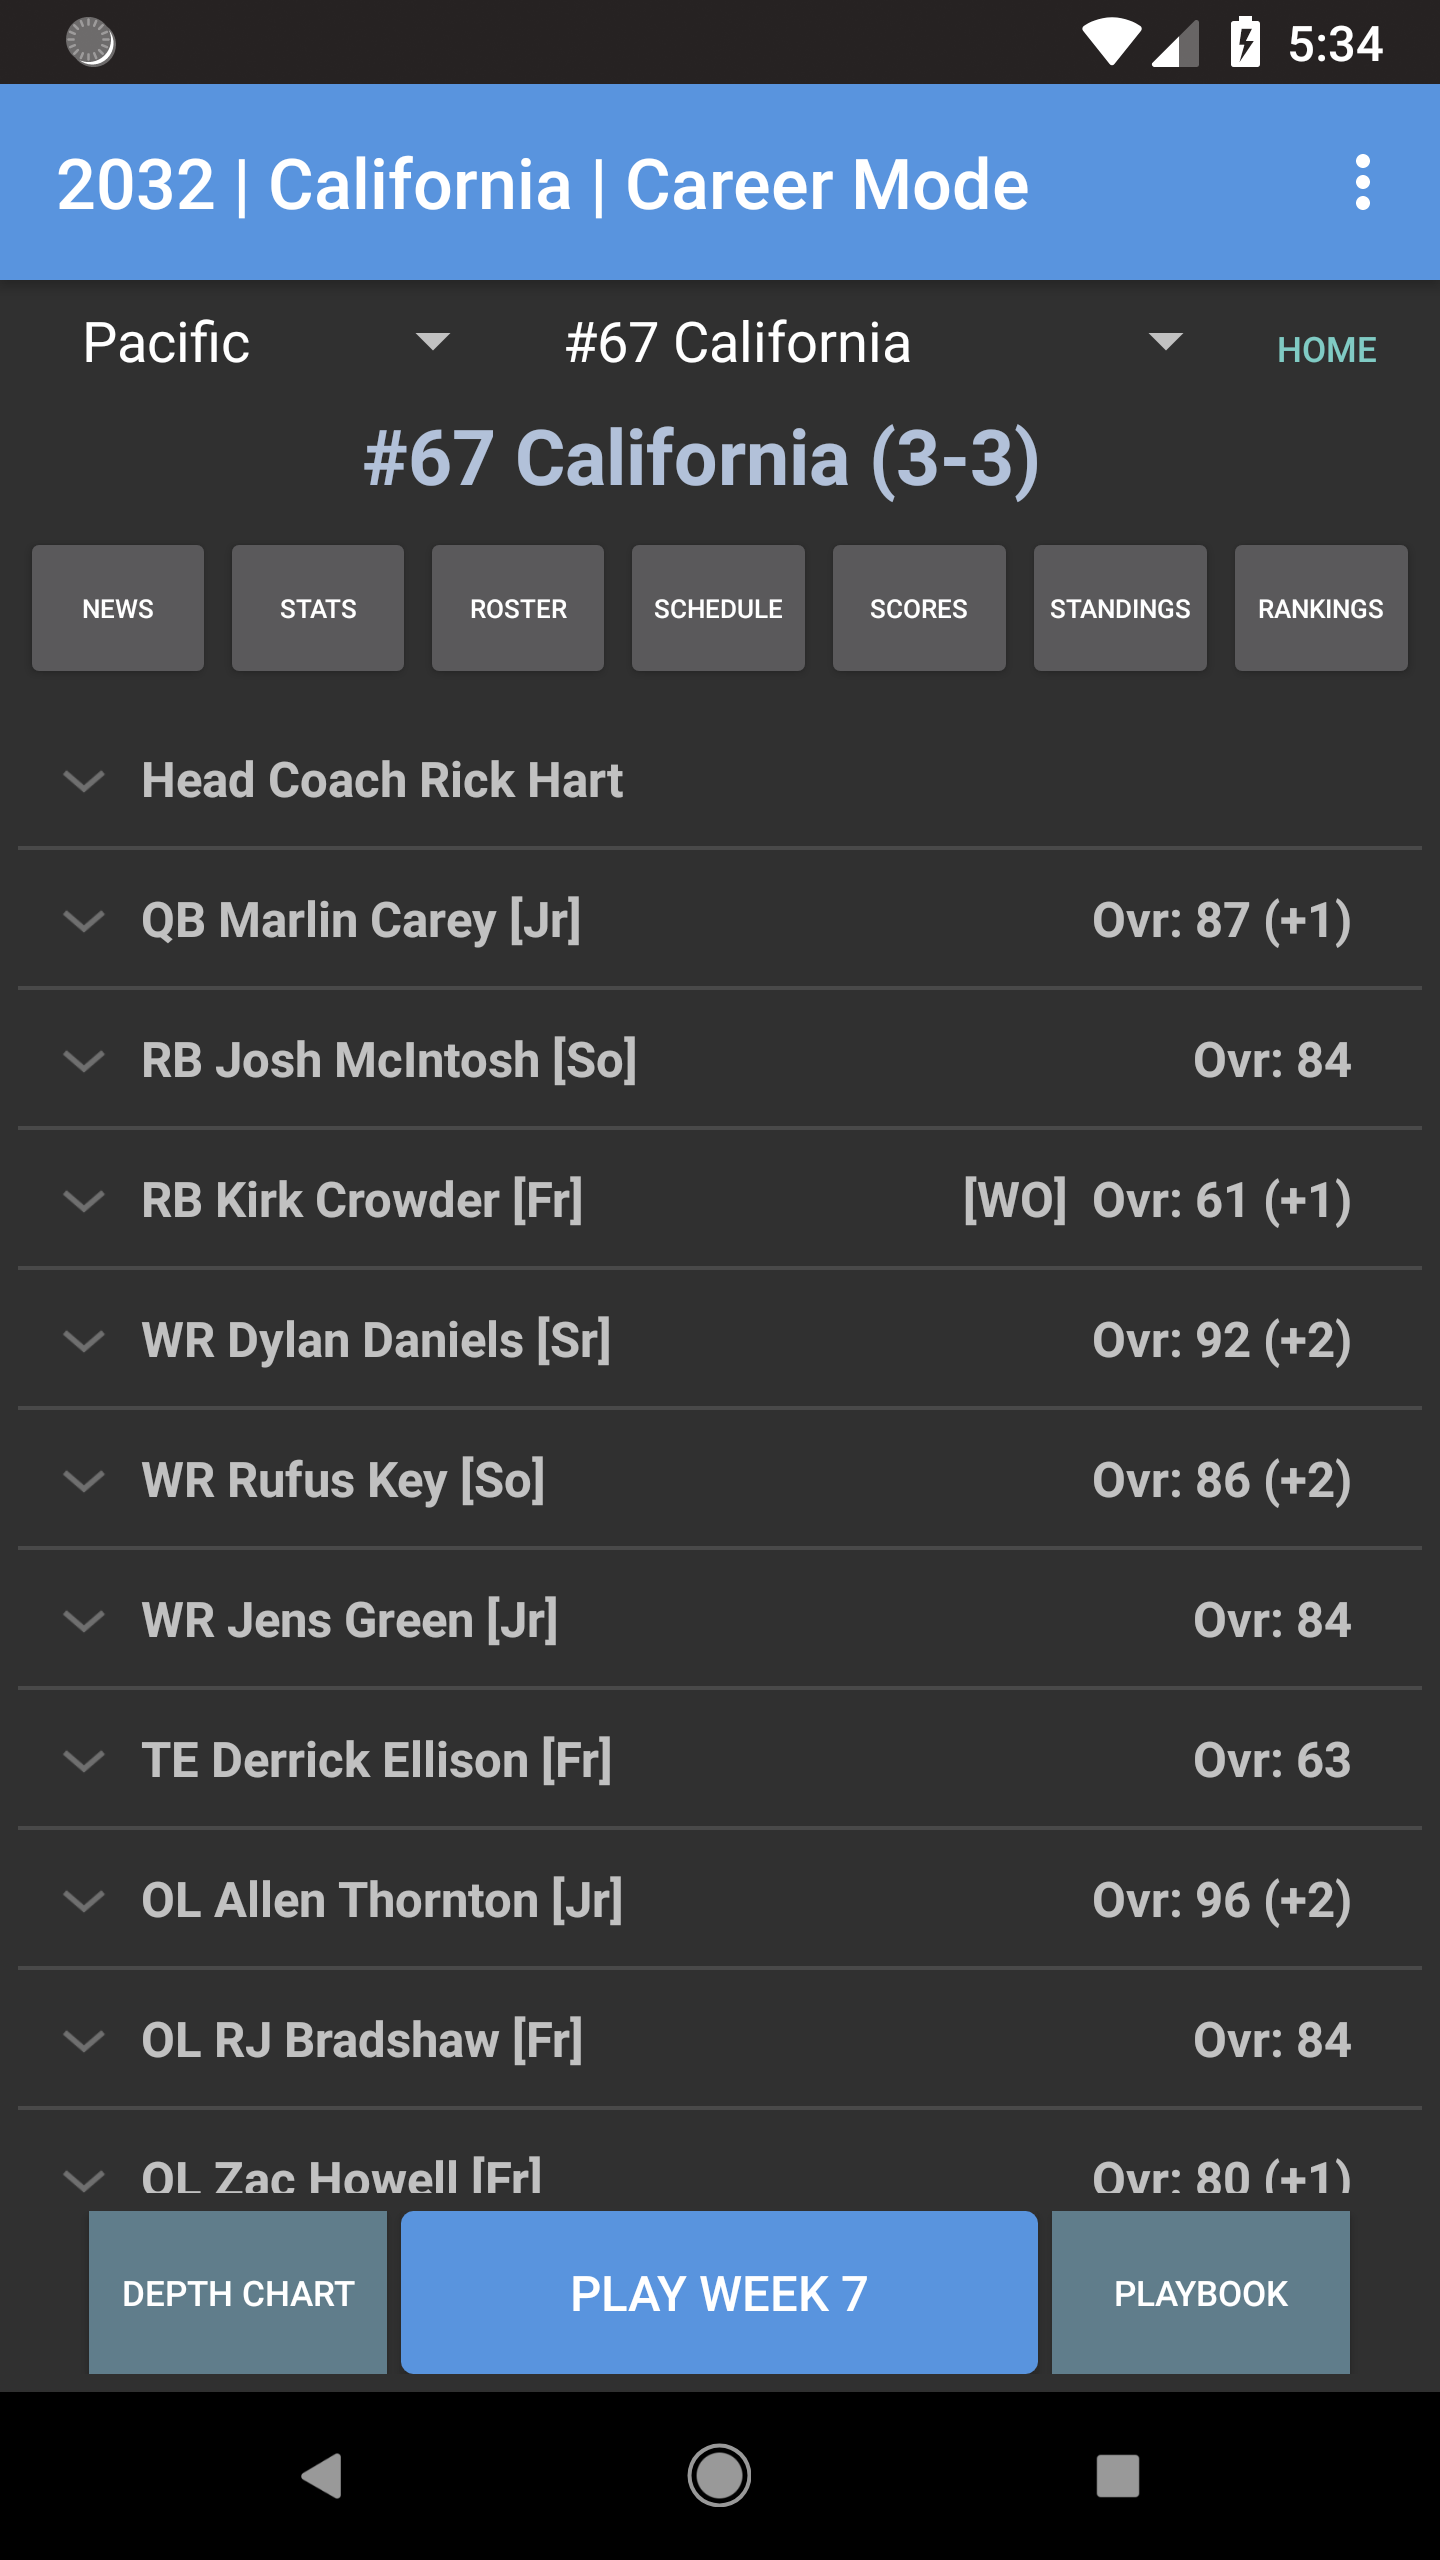 5:34
2032 | California | Career Mode
Pacific #67 California HOME
#67 California (3-3)
NEWS STATS ROSTER SCHEDULE SCORES STANDINGS RANKINGS
Head Coach Rick Hart
QB Marlin Carey [Jr] Ovr: 87 (+1)
RB Josh McIntosh [So] Ovr: 84
RB Kirk Crowder [Fr] [WO] Ovr: 61 (+1)
WR Dylan Daniels [Sr] Ovr: 92 (+2)
WR Rufus Key [So] Ovr: 86 (+2)
WR Jens Green [Jr] Ovr: 84
TE Derrick Ellison [Fr] Ovr: 63
OL Allen Thornton [Jr] Ovr: 96 (+2)
OL RJ Bradshaw [Fr] Ovr: 84
OL Zac Howell [Fr] Ovr: 80 (+1)
DEPTH CHART PLAY WEEK 7 PLAYBOOK